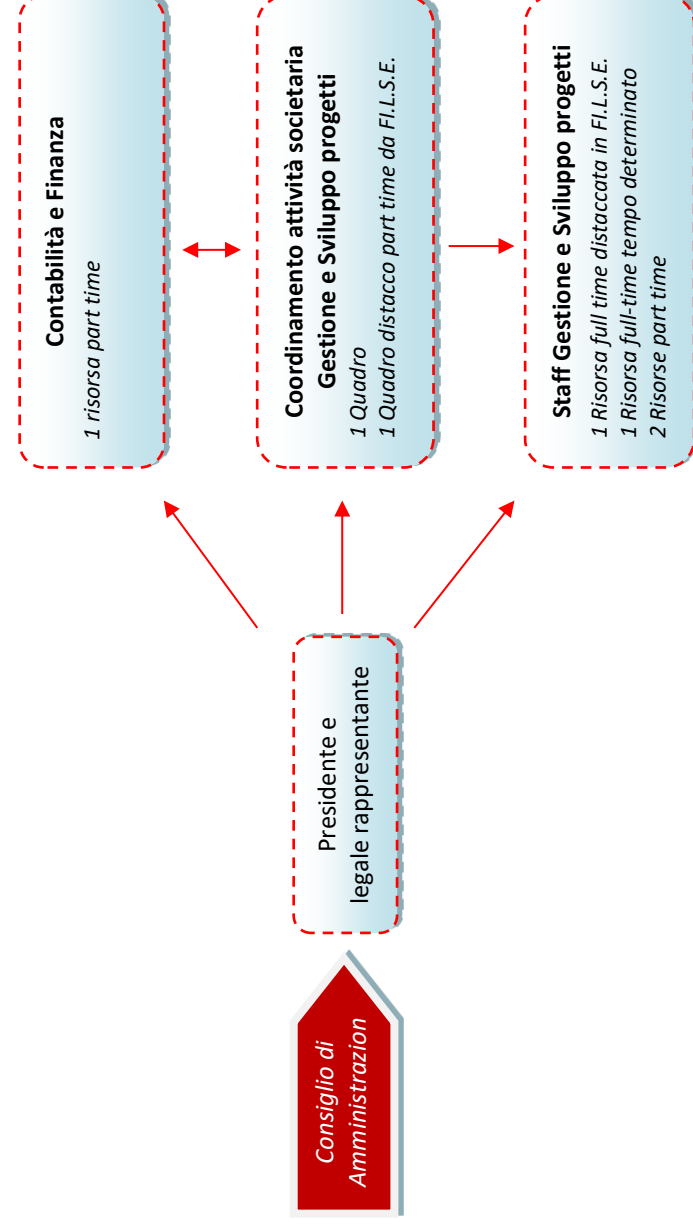 Consiglio di
Amministrazion
Presidente e
legale rappresentante
Contabilità e Finanza
1 risorsa part time
Coordinamento attività societaria
Gestione e Sviluppo progetti
1 Quadro
1 Quadro distacco part time da FI.L.S.E.
Staff Gestione e Sviluppo progetti
1 Risorsa full time distaccata in FI.L.S.E.
1 Risorsa full-time tempo determinato
2 Risorse part time